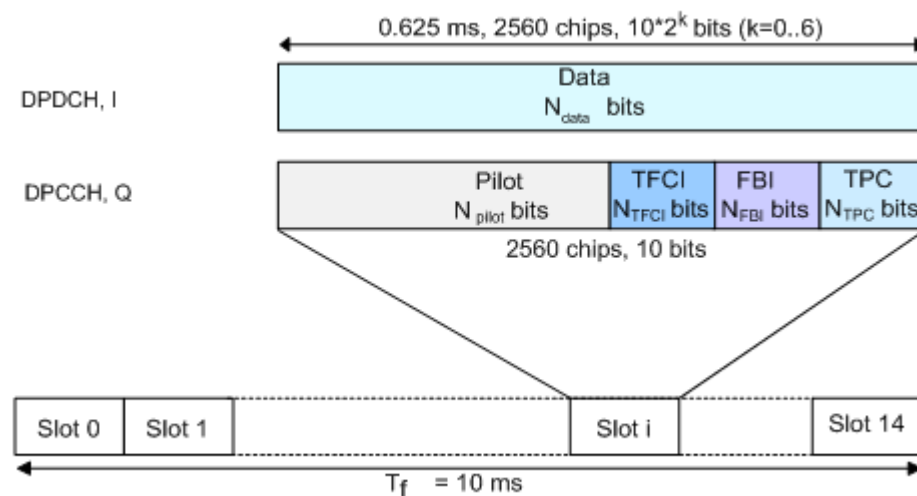 0.625 ms, 2560 chips, 10*2^k bits (k=0..6)
DPDCH, I
Data
N_data bits
DPCCH, Q
Pilot
N_pilot bits
TFCI
N_TFCI bits
FBI
N_FBI bits
TPC
N_TPC bits
2560 chips, 10 bits
Slot 0
Slot 1
Slot i
Slot 14
T_f = 10 ms